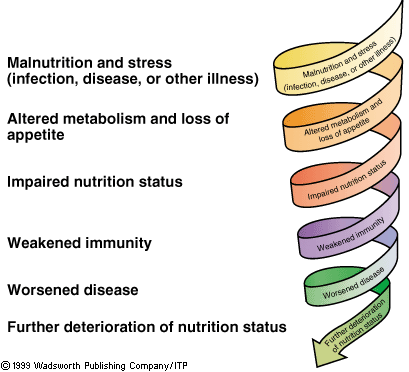 Malnutrition and stress
(infection, disease, or other illness)
Malnutrition and stress
(infection, disease, or other illness)
Altered metabolism and loss of
appetite
Altered metabolism and
loss of appetite
Impaired nutrition status
Impaired nutrition status
Weakened immunity
Weakened immunity
Worsened disease
Worsened disease
Further deterioration of nutrition status
Further deterioration
of nutrition status
© 1999 Wadsworth Publishing Company/ITP